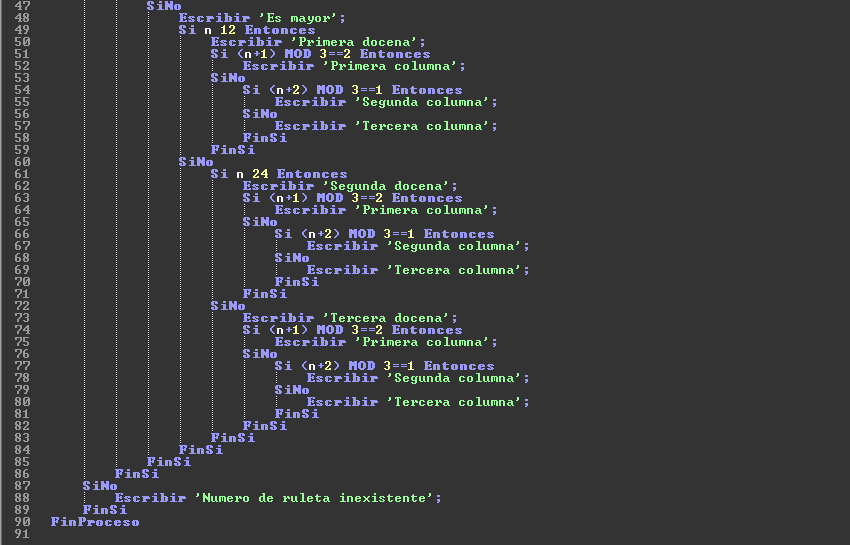 47 SiNo
48 Escribir 'Es mayor';
49 Si n 12 Entonces
50 Escribir 'Primera docena';
51 Si (n+1) MOD 3==2 Entonces
52 Escribir 'Primera columna';
53 SiNo
54 Si (n+2) MOD 3==1 Entonces
55 Escribir 'Segunda columna';
56 SiNo
57 Escribir 'Tercera columna';
58 FinSi
59 FinSi
60 SiNo
61 Si n 24 Entonces
62 Escribir 'Segunda docena';
63 Si (n+1) MOD 3==2 Entonces
64 Escribir 'Primera columna';
65 SiNo
66 Si (n+2) MOD 3==1 Entonces
67 Escribir 'Segunda columna';
68 SiNo
69 Escribir 'Tercera columna';
70 FinSi
71 FinSi
72 SiNo
73 Escribir 'Tercera docena';
74 Si (n+1) MOD 3==2 Entonces
75 Escribir 'Primera columna';
76 SiNo
77 Si (n+2) MOD 3==1 Entonces
78 Escribir 'Segunda columna';
79 SiNo
80 Escribir 'Tercera columna';
81 FinSi
82 FinSi
83 FinSi
84 FinSi
85 FinSi
86 FinSi
87 SiNo
88 Escribir 'Numero de ruleta inexistente';
89 FinSi
90 FinProceso
91